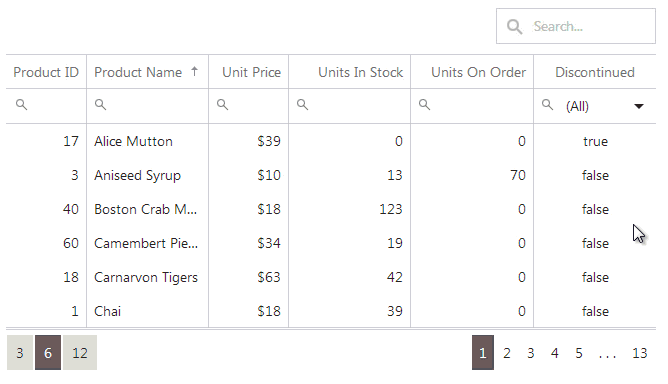 Search...
Product ID Product Name ↑ Unit Price Units In Stock Units On Order Discontinued
(All)
17 Alice Mutton $39 0 0 true
3 Aniseed Syrup $10 13 70 false
40 Boston Crab M... $18 123 0 false
60 Camembert Pie... $34 19 0 false
18 Carnarvon Tigers $63 42 0 false
1 Chai $18 39 0 false
3 6 12 1 2 3 4 5 ... 13